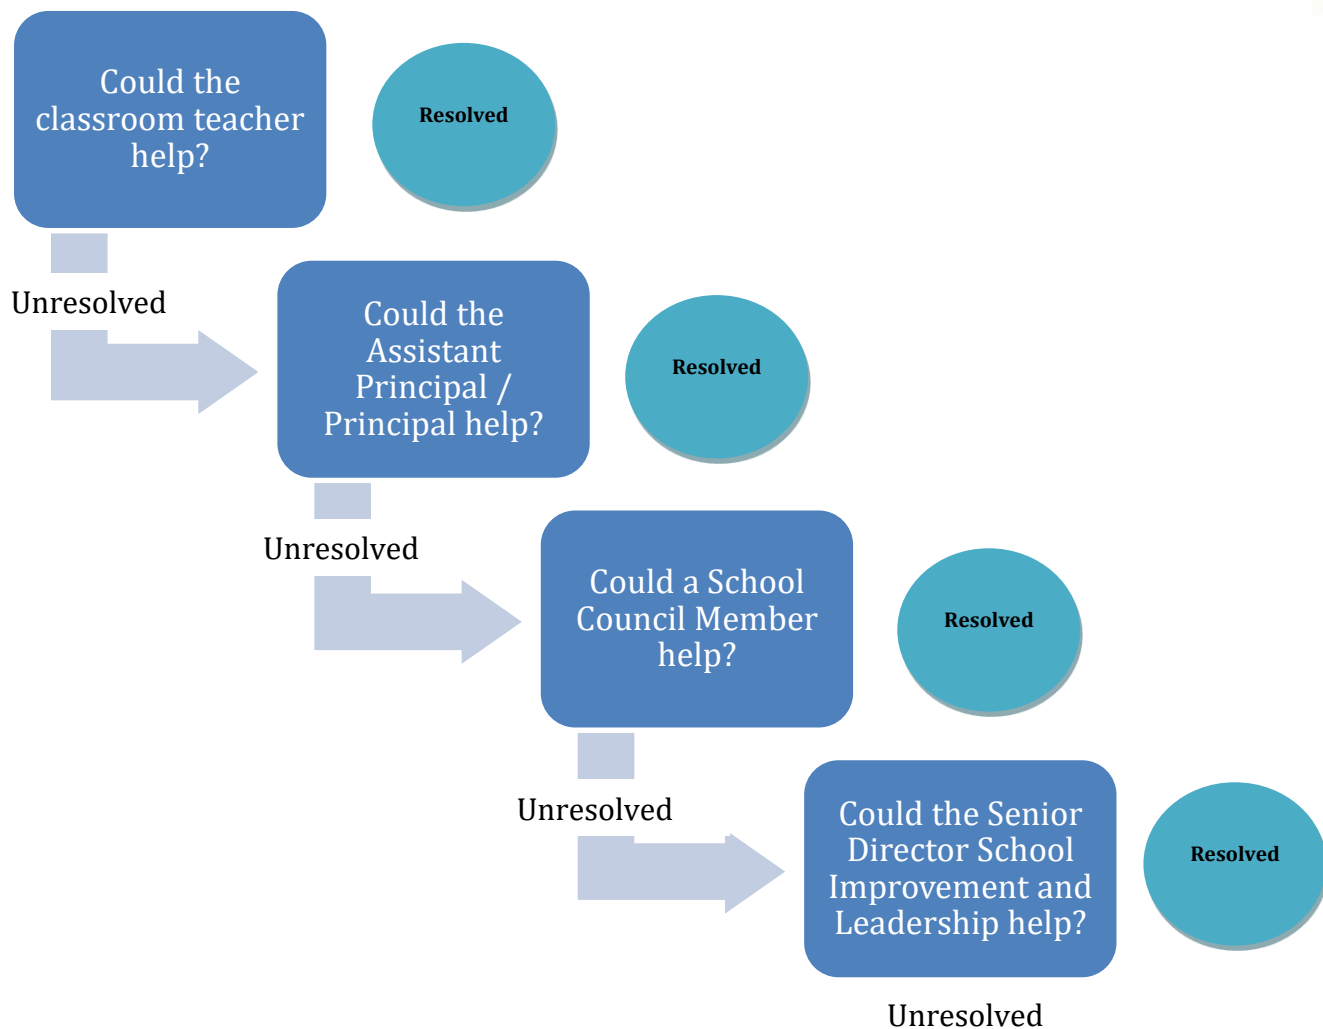 Could the
classroom teacher
help?
Resolved
Unresolved
Could the
Assistant
Principal /
Principal help?
Resolved
Unresolved
Could a School
Council Member
help?
Resolved
Unresolved
Could the Senior
Director School
Improvement and
Leadership help?
Resolved
Unresolved